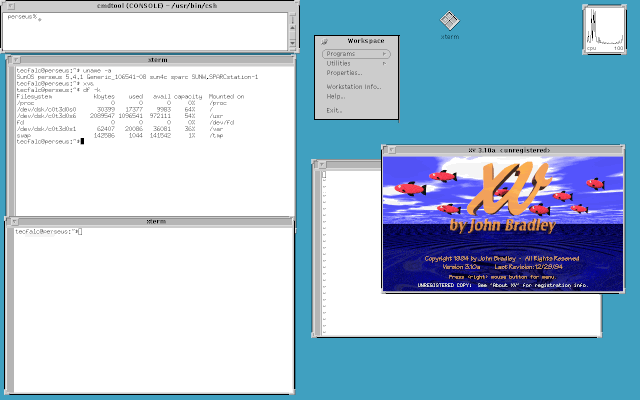 cmdtool (CONSOLE) - /usr/bin/csh
perseus%
xterm
tecfalc@perseus:~# uname -a
SunOS perseus 5.4.1 Generic_106541-08 sun4c sparc SUNW,SPARCstation-1
tecfalc@perseus:~# xvs
tecfalc@perseus:~# df -k
Filesystem kbytes used avail capacity Mounted on
/proc 0 0 0 0% /proc
/dev/dsk/c0t3d0s0 30399 17377 9983 64% /
/dev/dsk/c0t3d0s6 2089547 1096541 972111 54% /usr
fd 0 0 0 0% /dev/fd
/dev/dsk/c0t3d0s1 62407 20086 36081 36% /var
swap 142586 1044 141542 1% /tmp
tecfalc@perseus:~#
xterm
tecfalc@perseus:~#
Workspace
Programs
Utilities
Properties...
Workstation Info...
Help...
Exit...
xterm
cpu 100
XV 3.10a <unregistered>
xv
by John Bradley
Copyright 1994 by John Bradley - All Rights Reserved
Version 3.10a Last Revision: 12/29/94
Press <right> mouse button for menu
UNREGISTERED COPY: See "About XV" for registration info.